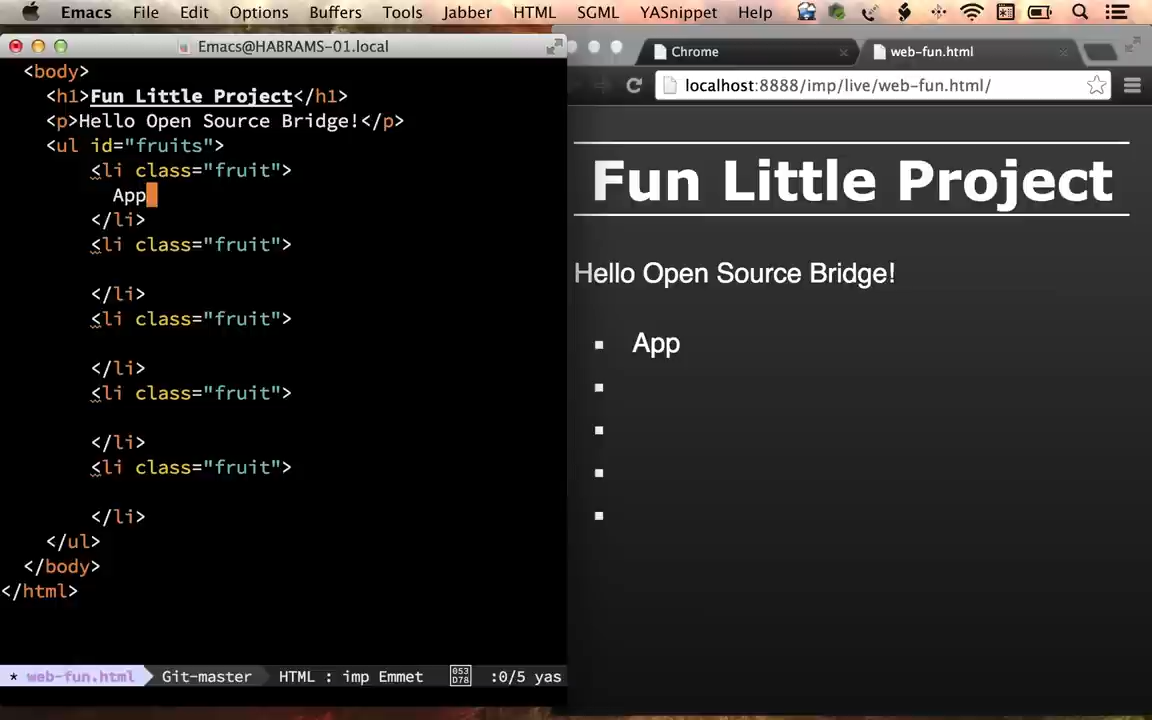 Emacs File Edit Options Buffers Tools Jabber HTML SGML YASnippet Help
Emacs@HABRAMS-01.local
<body>
<h1>Fun Little Project</h1>
<p>Hello Open Source Bridge!</p>
<ul id="fruits">
<li class="fruit">
App
</li>
<li class="fruit">
</li>
<li class="fruit">
</li>
<li class="fruit">
</li>
<li class="fruit">
</li>
</ul>
</body>
</html>
* web-fun.html Git-master HTML : imp Emmet 053 D78 :0/5 yas
Chrome web-fun.html
localhost:8888/imp/live/web-fun.html/
Fun Little Project
Hello Open Source Bridge!
App